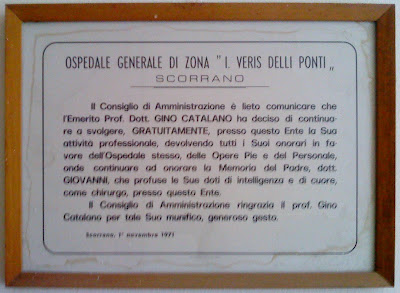 OSPEDALE GENERALE DI ZONA " I. VERIS DELLI PONTI „
SCORRANO
Il Consiglio di Amministrazione è lieto comunicare che
l'Emerito Prof. Dott. GINO CATALANO ha deciso di continua-
re a svolgere, GRATUITAMENTE, presso questo Ente la Sua
attività professionale, devolvendo tutti i Suoi onorari in fa-
vore dell'Ospedale stesso, delle Opere Pie e del Personale,
onde continuare ad onorare la Memoria del Padre, dott.
GIOVANNI, che profuse le Sue doti di intelligenza e di cuore,
come chirurgo, presso questo Ente.
Il Consiglio di Amministrazione ringrazia il prof. Gino
Catalano per tale Suo munifico, generoso gesto.
Scorrano, 1° novembre 1971